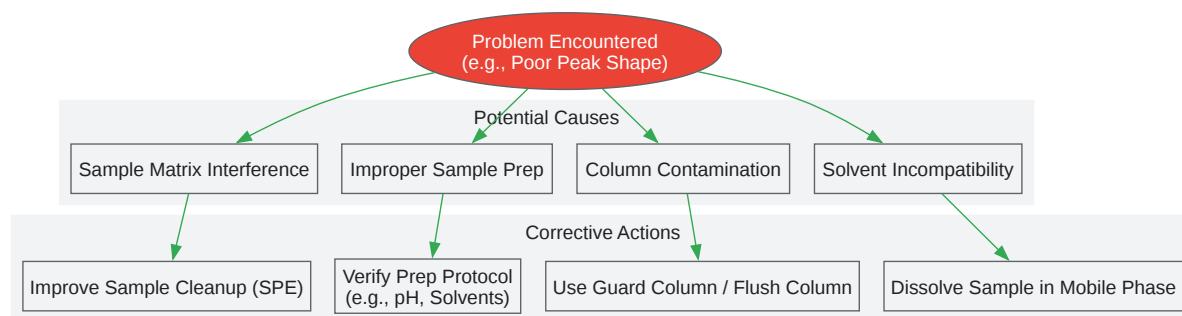 Problem Encountered
(e.g., Poor Peak Shape)
Potential Causes
Sample Matrix Interference
Improper Sample Prep
Column Contamination
Solvent Incompatibility
Corrective Actions
Improve Sample Cleanup (SPE)
Verify Prep Protocol
(e.g., pH, Solvents)
Use Guard Column / Flush Column
Dissolve Sample in Mobile Phase